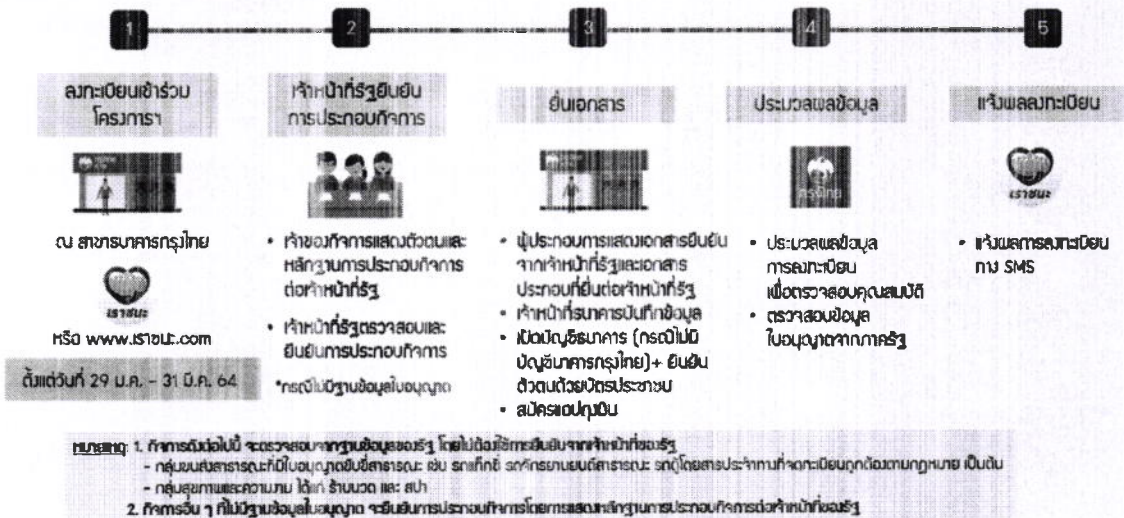 1
2
3
4
5
ลงทะเบียนเข้าร่วม
โครงการฯ
ณ สาขาธนาคารกรุงไทย
เราชนะ
หรือ www.เราชนะ.com
ตั้งแต่วันที่ 29 ม.ค. - 31 มี.ค. 64
เจ้าหน้าที่รัฐยืนยัน
การประกอบกิจการ
• เจ้าของกิจการแสดงตัวตนและ
หลักฐานการประกอบกิจการ
ต่อเจ้าหน้าที่รัฐ
• เจ้าหน้าที่รัฐตรวจสอบและ
ยืนยันการประกอบกิจการ
*กรณีไม่มีฐานข้อมูลใบอนุญาต
ยื่นเอกสาร
• ผู้ประกอบการแสดงเอกสารยืนยัน
จากเจ้าหน้าที่รัฐและเอกสาร
ประกอบที่ยื่นต่อเจ้าหน้าที่รัฐ
• เจ้าหน้าที่ธนาคารบันทึกข้อมูล
• เปิดบัญชีธนาคาร (กรณีไม่มี
บัญชีธนาคารกรุงไทย)+ ยืนยัน
ตัวตนด้วยบัตรประชาชน
• สมัครแอปถุงเงิน
ประมวลผลข้อมูล
กรุงไทย
• ประมวลผลข้อมูล
การลงทะเบียน
เพื่อตรวจสอบคุณสมบัติ
• ตรวจสอบข้อมูล
ใบอนุญาตจากภาครัฐ
แจ้งผลลงทะเบียน
เราชนะ
• แจ้งผลการลงทะเบียน
ทาง SMS
หมายเหตุ: 1. กิจการดังต่อไปนี้ จะตรวจสอบจากฐานข้อมูลของรัฐ โดยไม่ต้องใช้การยืนยันจากเจ้าหน้าที่ของรัฐ
- กลุ่มขนส่งสาธารณะที่มีใบอนุญาตขับขี่สาธารณะ เช่น รถแท็กซี่ รถจักรยานยนต์สาธารณะ รถตู้โดยสารประจำทางที่จดทะเบียนถูกต้องตามกฎหมาย เป็นต้น
- กลุ่มสุขภาพและความงาม ได้แก่ ร้านนวด และ สปา
2. กิจการอื่น ๆ ที่ไม่มีฐานข้อมูลใบอนุญาต จะยืนยันการประกอบกิจการโดยการแสดงหลักฐานการประกอบกิจการต่อเจ้าหน้าที่ของรัฐ